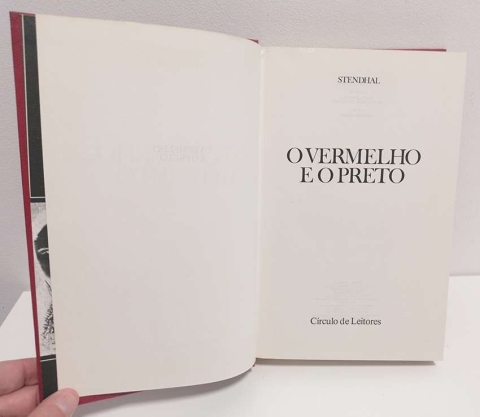 STENDHAL
O VERMELHO
E O PRETO
Círculo de Leitores